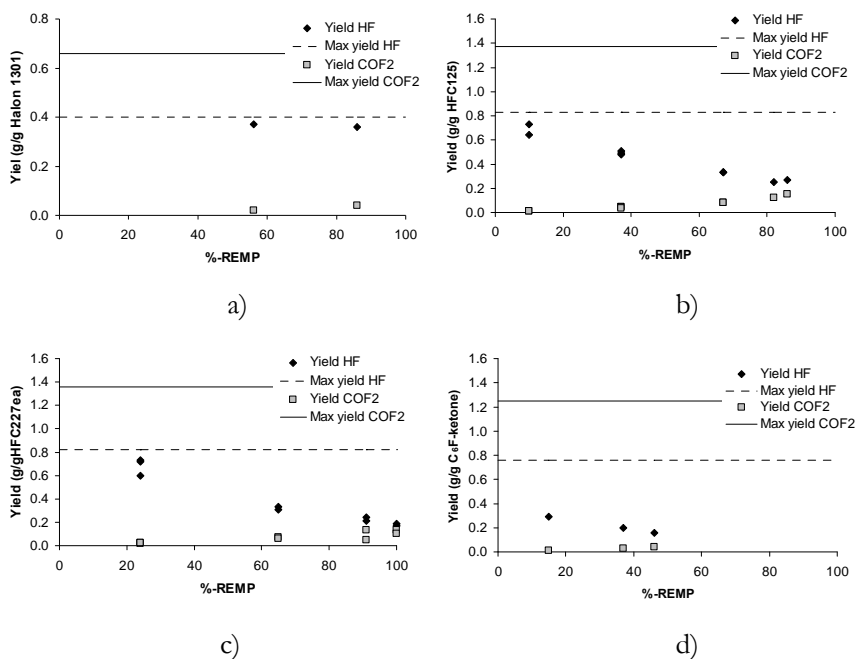 Yiel (g/g Halon 1301)
0.8
0.6
0.4
0.2
0.0
0 20 40 60 80 100
%-REMP
Yield HF
Max yield HF
Yield COF2
Max yield COF2
a)
Yield (g/g HFC125)
1.6
1.4
1.2
1.0
0.8
0.6
0.4
0.2
0.0
0 20 40 60 80 100
%-REMP
Yield HF
Max yield HF
Yield COF2
Max yield COF2
b)
Yield (g/gHFC227ea)
1.6
1.4
1.2
1.0
0.8
0.6
0.4
0.2
0.0
0 20 40 60 80 100
%-REMP
Yield HF
Max yield HF
Yield COF2
Max yield COF2
c)
Yield (g/g C₆F-ketone)
1.6
1.4
1.2
1.0
0.8
0.6
0.4
0.2
0.0
0 20 40 60 80 100
%-REMP
Yield HF
Max yield HF
Yield COF2
Max yield COF2
d)